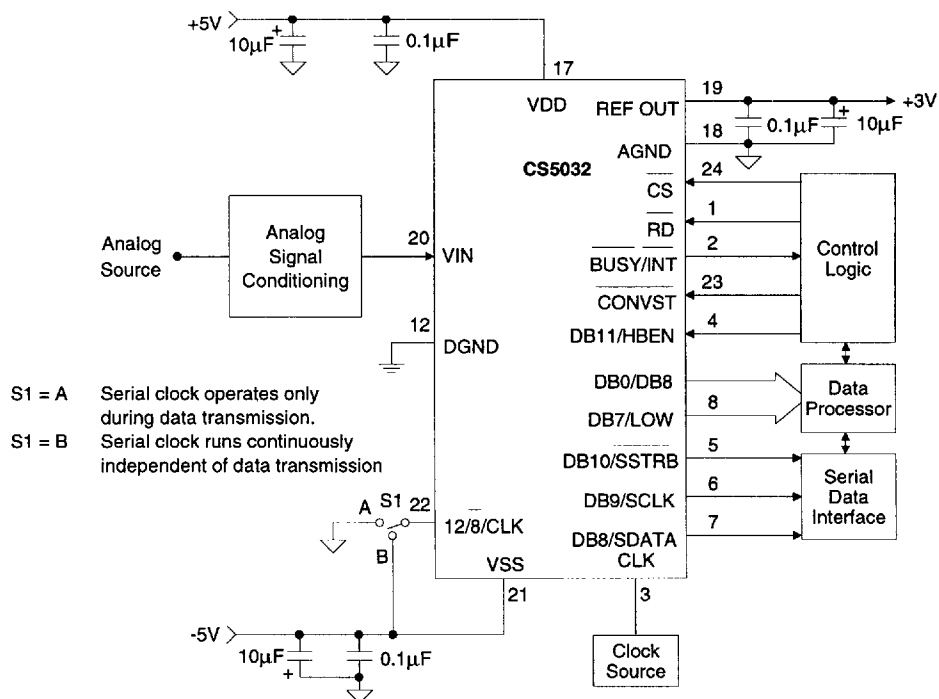 +5V
10μF
+
0.1μF
17
VDD
CS5032
REF OUT
19
+3V
0.1μF
+
10μF
AGND
18
CS
24
RD
1
BUSY/INT
2
CONVST
23
DB11/HBEN
4
Control
Logic
Analog
Source
Analog
Signal
Conditioning
20
VIN
12
DGND
DB0/DB8
DB7/LOW
8
Data
Processor
S1 = A Serial clock operates only
during data transmission.
S1 = B Serial clock runs continuously
independent of data transmission
DB10/SSTRB
5
DB9/SCLK
6
DB8/SDATA
7
Serial
Data
Interface
A
S1
B
22
12/8/CLK
VSS
21
CLK
3
Clock
Source
-5V
10μF
+
0.1μF